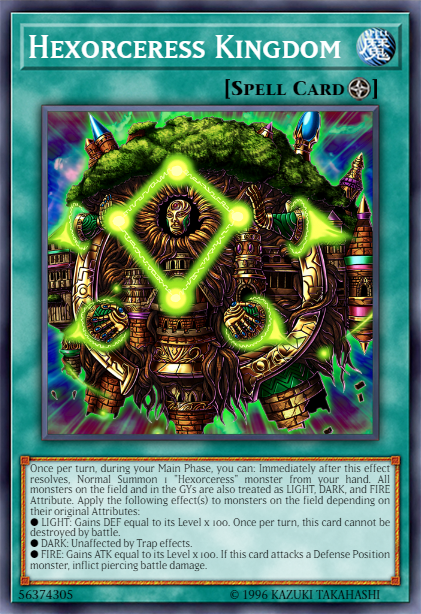 Hexorceress Kingdom
[Spell Card]
Once per turn, during your Main Phase, you can: Immediately after this effect
resolves, Normal Summon 1 "Hexorceress" monster from your hand. All
monsters on the field and in the GYs are also treated as LIGHT, DARK, and FIRE
Attribute. Apply the following effect(s) to monsters on the field depending on
their original Attributes:
● LIGHT: Gains DEF equal to its Level x 100. Once per turn, this card cannot be
destroyed by battle.
● DARK: Unaffected by Trap effects.
● FIRE: Gains ATK equal to its Level x 100. If this card attacks a Defense Position
monster, inflict piercing battle damage.
56374305
© 1996 KAZUKI TAKAHASHI